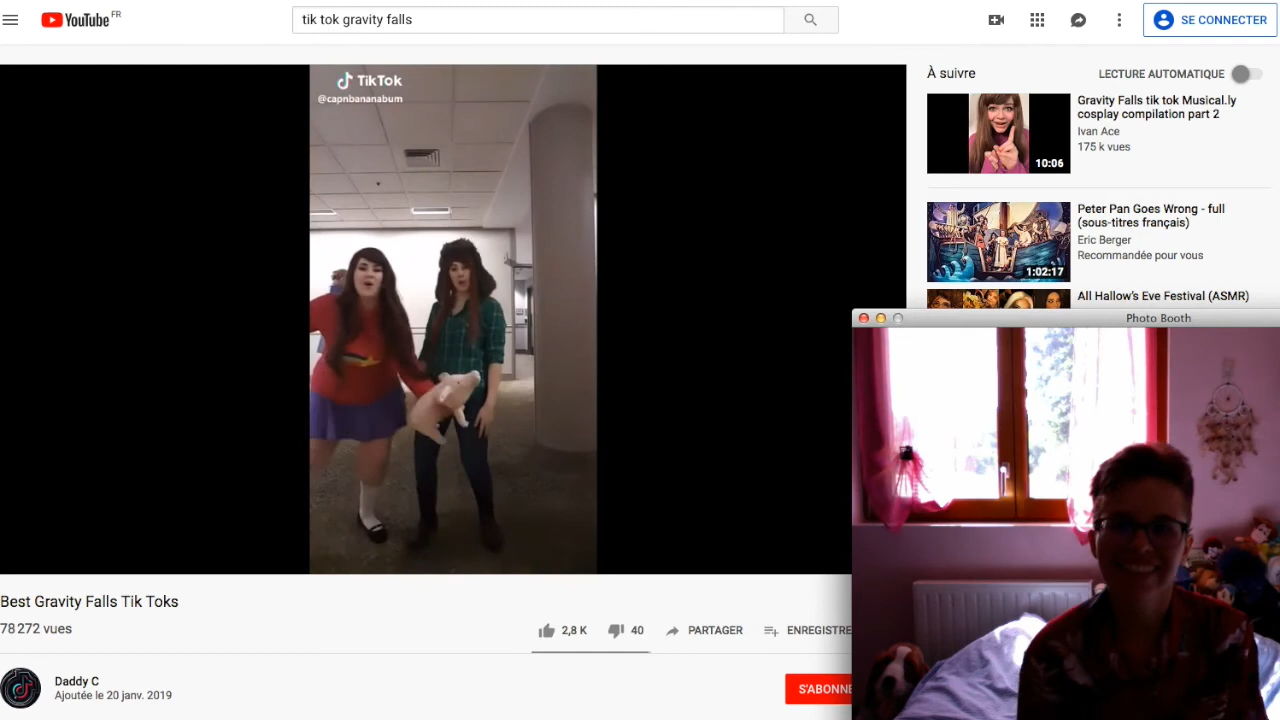 YouTube FR
tik tok gravity falls
SE CONNECTER
TikTok
@capnbananabum
À suivre
LECTURE AUTOMATIQUE
Gravity Falls tik tok Musical.ly
cosplay compilation part 2
Ivan Ace
175 k vues
10:06
Peter Pan Goes Wrong - full
(sous-titres français)
Eric Berger
Recommandée pour vous
1:02:17
All Hallow's Eve Festival (ASMR)
Photo Booth
Best Gravity Falls Tik Toks
78 272 vues
2,8 K
40
PARTAGER
ENREGISTRE
Daddy C
Ajoutée le 20 janv. 2019
S'ABONNE